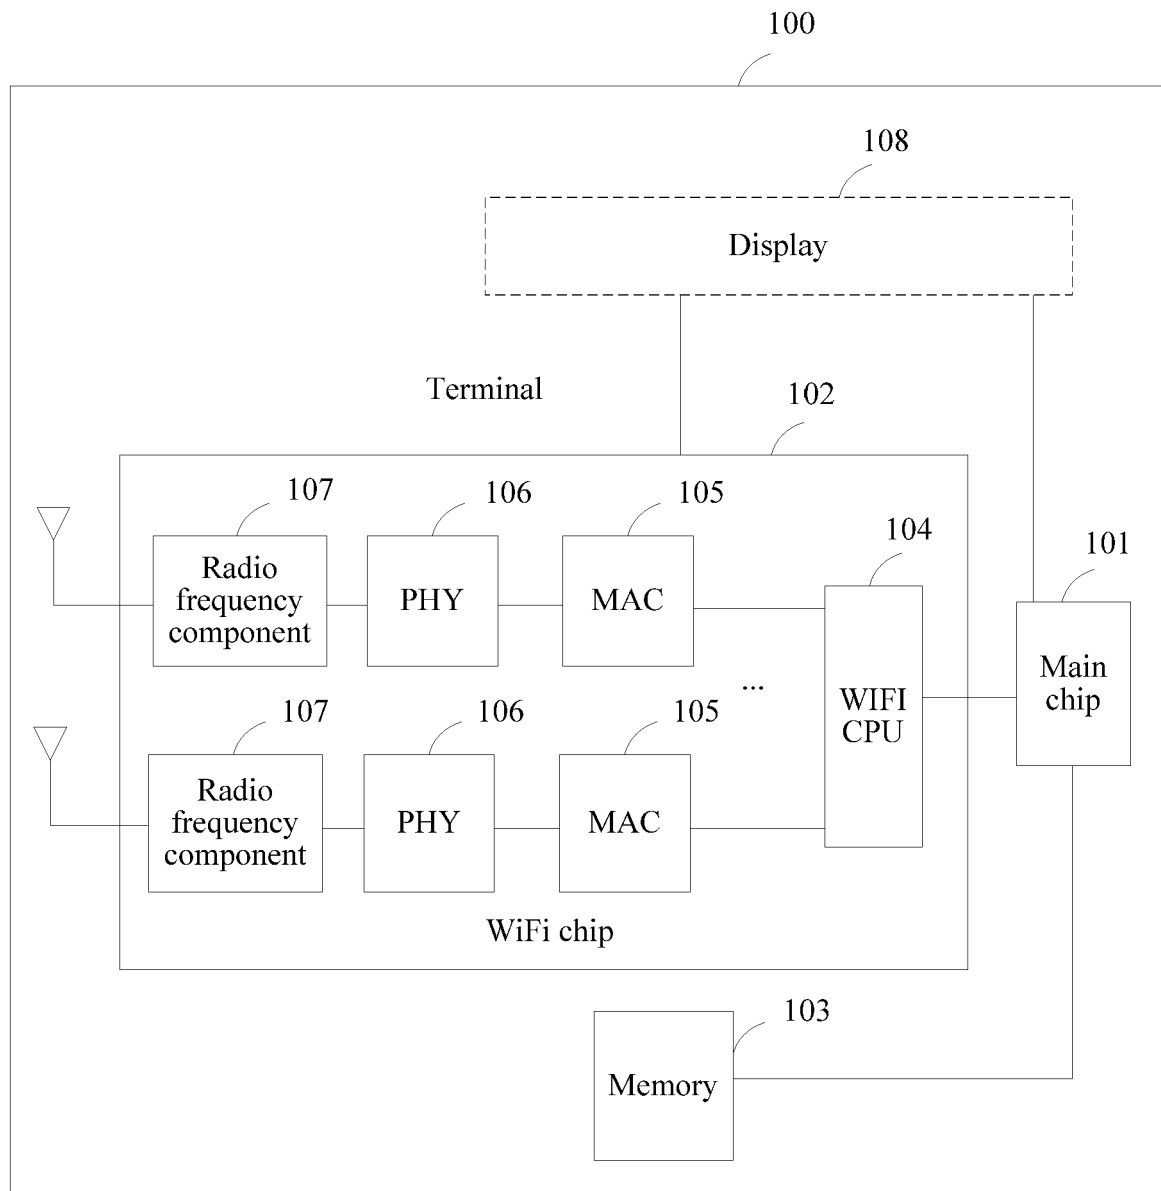 100
108
Display
Terminal
102
107
106
105
104
101
Radio
frequency
component
PHY
MAC
WIFI
CPU
Main
chip
...
107
106
105
Radio
frequency
component
PHY
MAC
WiFi chip
103
Memory